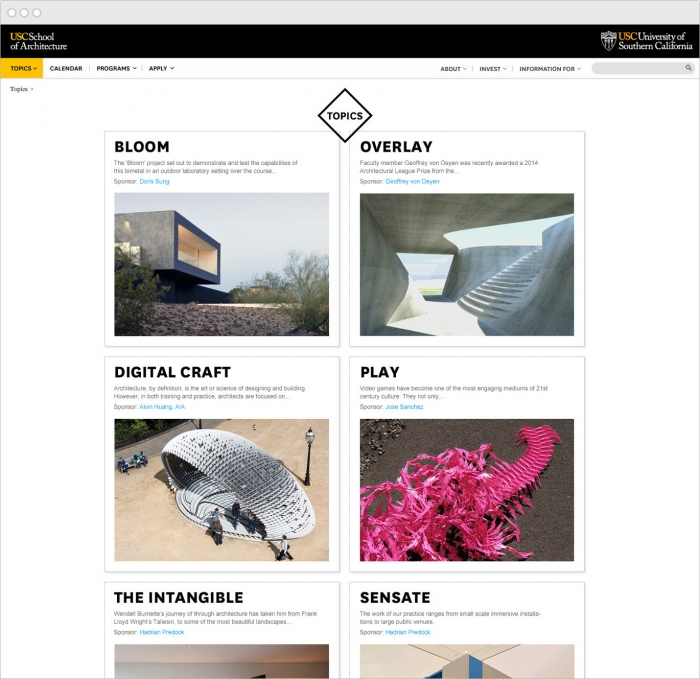 USC School
of Architecture
USC University of
Southern California
TOPICS
CALENDAR
PROGRAMS
APPLY
ABOUT
INVEST
INFORMATION FOR
Topics >
TOPICS
BLOOM
The 'Bloom' project set out to demonstrate and test the capabilities of
this bimetal in an outdoor laboratory setting over the course...
Sponsor: Doris Sung
OVERLAY
Faculty member Geoffrey von Oeyen was recently awarded a 2014
Architectural League Prize from the...
Sponsor: Geoffrey von Oeyen
DIGITAL CRAFT
Architecture, by definition, is the art or science of designing and building.
However, in both training and practice, architects are focused on...
Sponsor: Alvin Huang, AIA
PLAY
Video games have become one of the most engaging mediums of 21st
century culture. They not only...
Sponsor: Jose Sanchez
THE INTANGIBLE
Wendell Burnette's journey of through architecture has taken him from Frank
Lloyd Wright's Taliesin, to some of the most beautiful landscapes...
Sponsor: Hadrian Predock
SENSATE
The work of our practice ranges from small scale immersive installa-
tions to large public venues.
Sponsor: Hadrian Predock